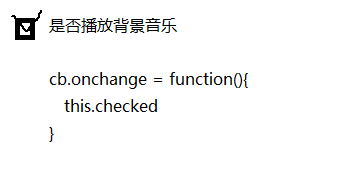 是否播放背景音乐
cb.onchange = function(){
this.checked
}